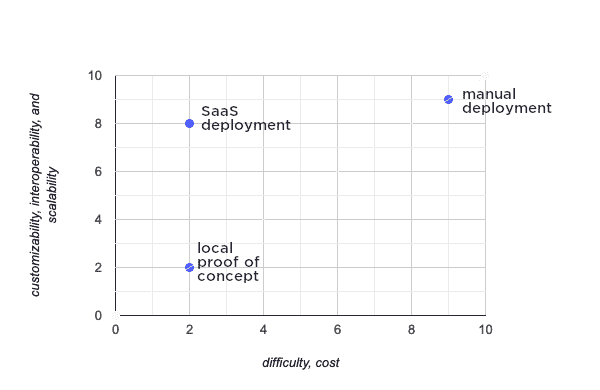 customizability, interoperability, and
scalability
10
8
6
4
2
0
SaaS
deployment
manual
deployment
local
proof of
concept
0 2 4 6 8 10
difficulty, cost